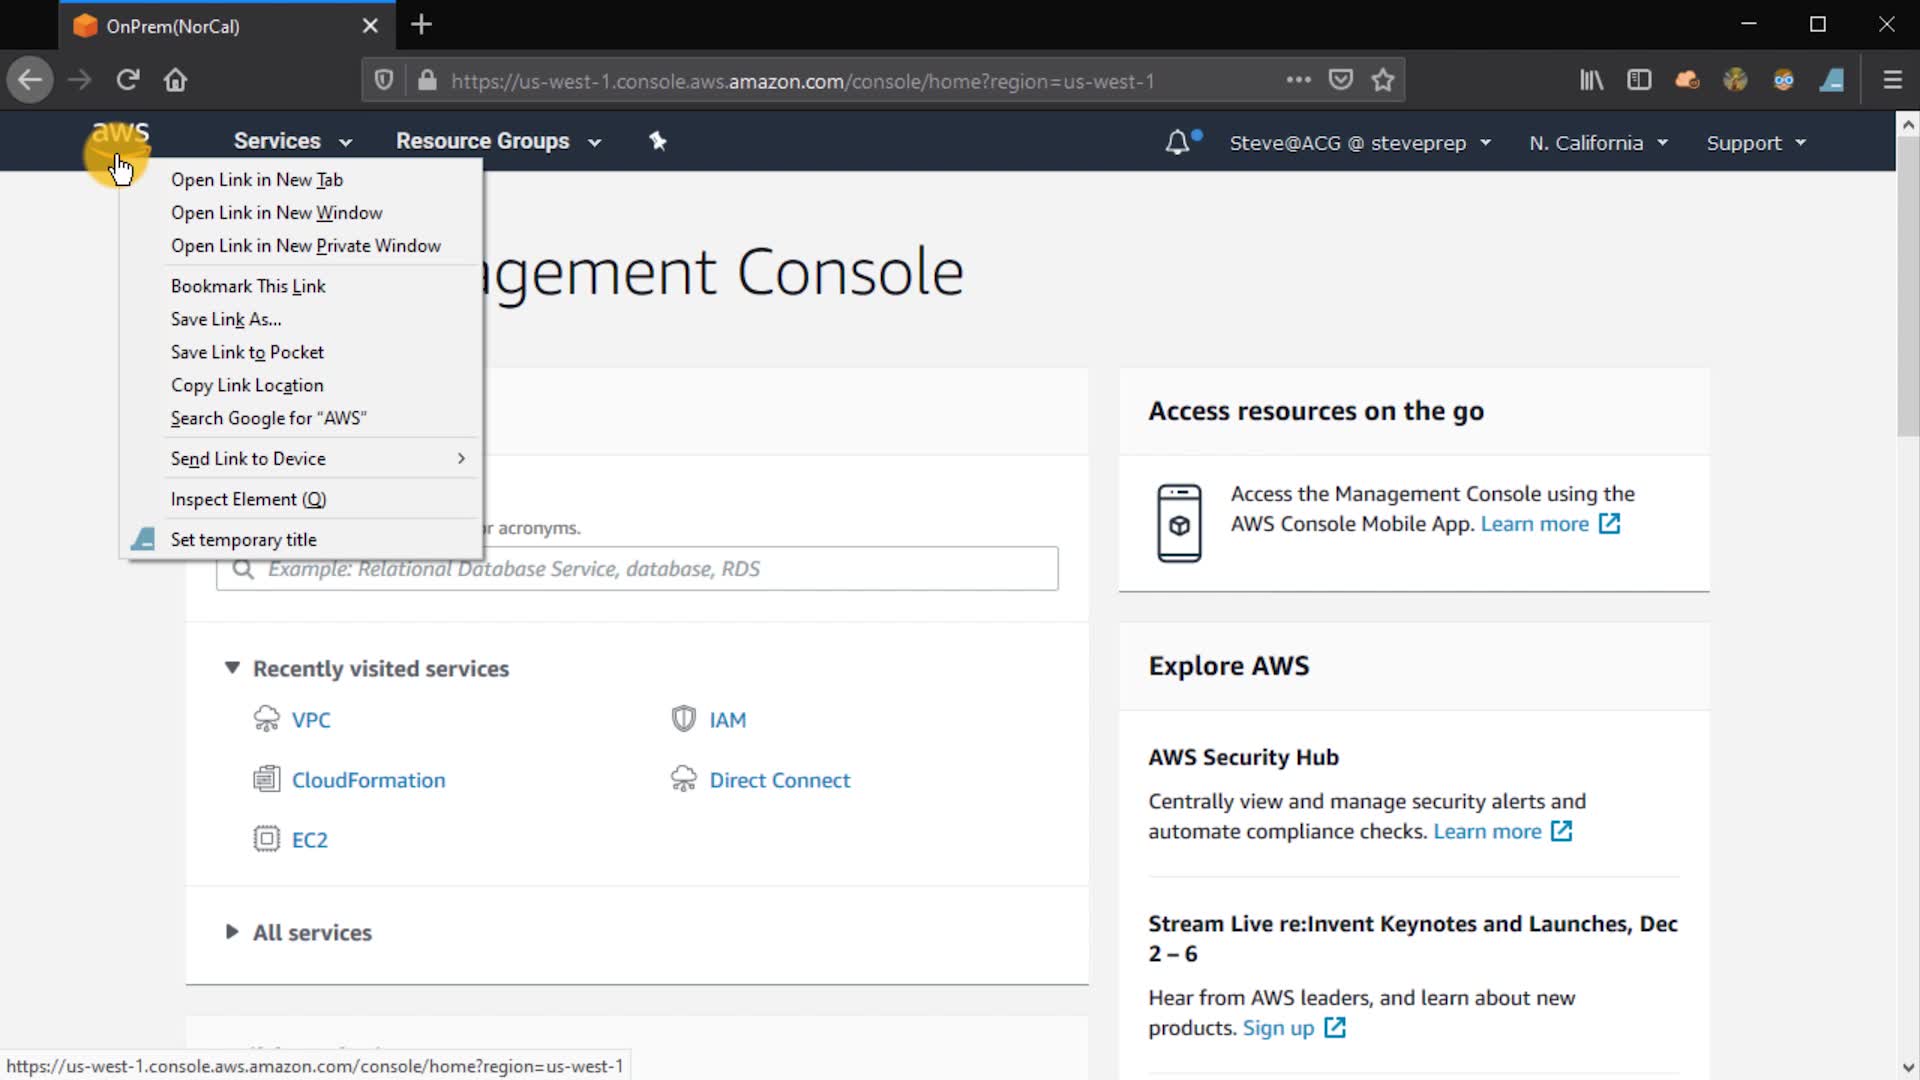 OnPrem(NorCal)
https://us-west-1.console.aws.amazon.com/console/home?region=us-west-1
aws
Services
Resource Groups
Steve@ACG @ steveprep
N. California
Support
Open Link in New Tab
Open Link in New Window
Open Link in New Private Window
Bookmark This Link
Save Link As...
Save Link to Pocket
Copy Link Location
Search Google for "AWS"
Send Link to Device
Inspect Element (Q)
Set temporary title
agement Console
r acronyms.
Example: Relational Database Service, database, RDS
Recently visited services
VPC
IAM
CloudFormation
Direct Connect
EC2
All services
Access resources on the go
Access the Management Console using the
AWS Console Mobile App. Learn more
Explore AWS
AWS Security Hub
Centrally view and manage security alerts and
automate compliance checks. Learn more
Stream Live re:Invent Keynotes and Launches, Dec
2 – 6
Hear from AWS leaders, and learn about new
products. Sign up
https://us-west-1.console.aws.amazon.com/console/home?region=us-west-1